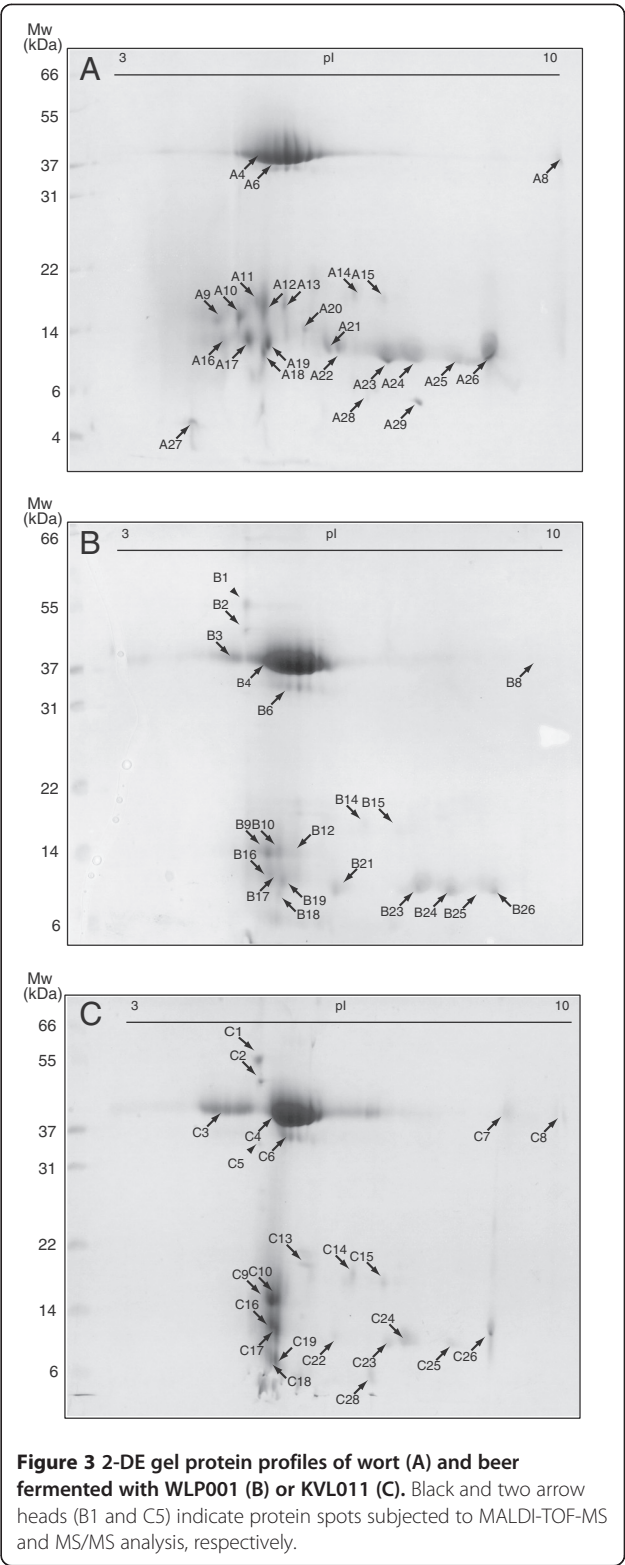 Mw
(kDa)
A
3 pI 10
66
55
37
31
22
14
6
4
A4
A6
A8
A11
A9 A10
A12 A13
A14 A15
A20
A21
A16 A17
A19
A18
A22
A23 A24
A25 A26
A28
A29
A27
Mw
(kDa)
B
3 pI 10
66
55
37
31
22
14
6
B1
B2
B3
B4
B6
B8
B14 B15
B9 B10
B12
B16
B21
B17
B19
B18
B23 B24 B25 B26
Mw
(kDa)
C
3 pI 10
66
55
37
31
22
14
6
C1
C2
C3
C4
C5
C6
C7
C8
C13
C14
C15
C9 C10
C16
C24
C17
C19
C22
C23
C25
C26
C18
C28
Figure 3 2-DE gel protein profiles of wort (A) and beer
fermented with WLP001 (B) or KVL011 (C). Black and two arrow
heads (B1 and C5) indicate protein spots subjected to MALDI-TOF-MS
and MS/MS analysis, respectively.